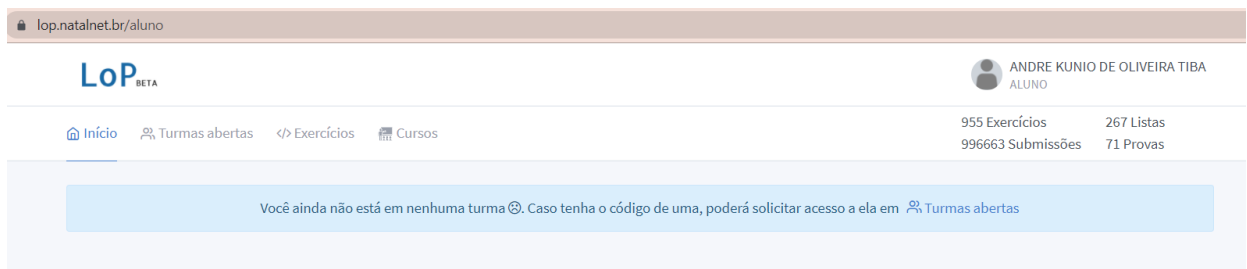 lop.natalnet.br/aluno
LoP BETA
ANDRE KUNIO DE OLIVEIRA TIBA
ALUNO
Início Turmas abertas </> Exercícios Cursos
955 Exercícios 267 Listas
996663 Submissões 71 Provas
Você ainda não está em nenhuma turma ☹. Caso tenha o código de uma, poderá solicitar acesso a ela em Turmas abertas